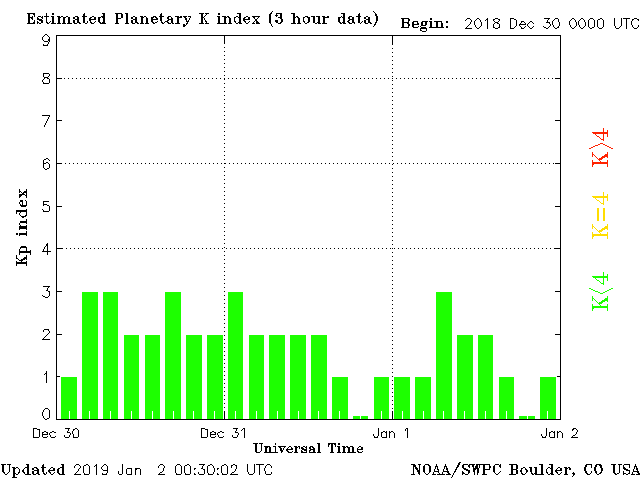 Estimated Planetary K index (3 hour data)
Begin: 2018 Dec 30 0000 UTC
9
8
7
6
5
4
3
2
1
0
Kp index
K>4
K=4
K<4
Dec 30
Dec 31
Jan 1
Jan 2
Universal Time
Updated 2019 Jan 2 00:30:02 UTC
NOAA/SWPC Boulder, CO USA